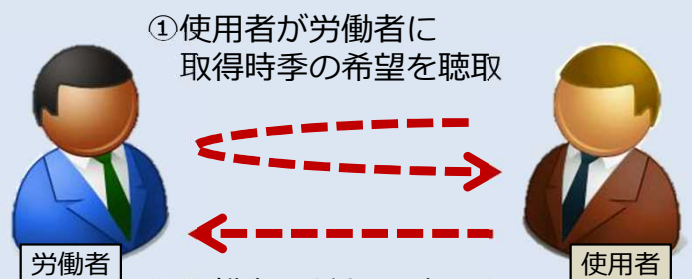 ①使用者が労働者に
取得時季の希望を聴取
労働者
使用者